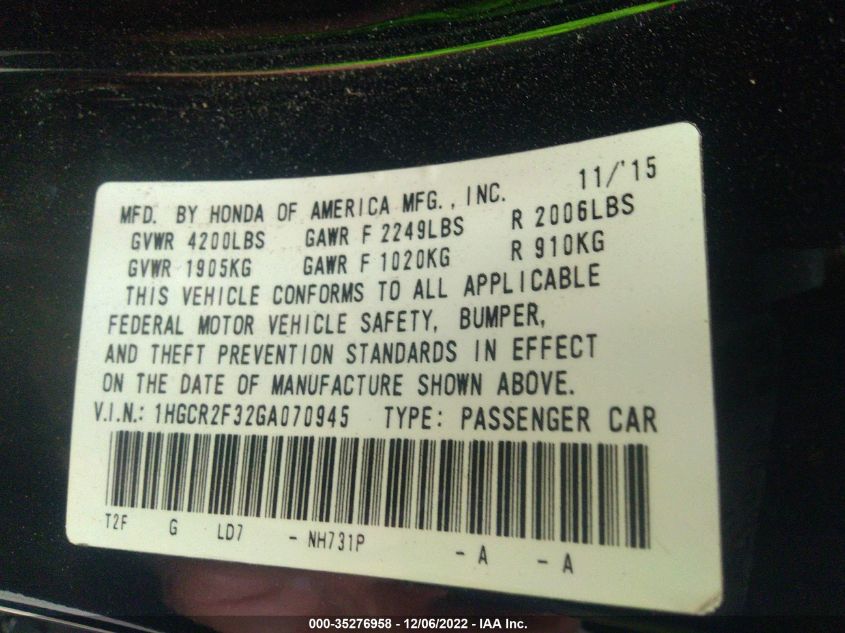 MFD. BY HONDA OF AMERICA MFG., INC. 11/'15
GVWR 4200LBS GAWR F 2249LBS R 2006LBS
GVWR 1905KG GAWR F 1020KG R 910KG
THIS VEHICLE CONFORMS TO ALL APPLICABLE
FEDERAL MOTOR VEHICLE SAFETY, BUMPER,
AND THEFT PREVENTION STANDARDS IN EFFECT
ON THE DATE OF MANUFACTURE SHOWN ABOVE.
V.I.N.: 1HGCR2F32GA070945 TYPE: PASSENGER CAR
T2F G LD7 - NH731P - A - A
000-35276958 - 12/06/2022 - IAA Inc.